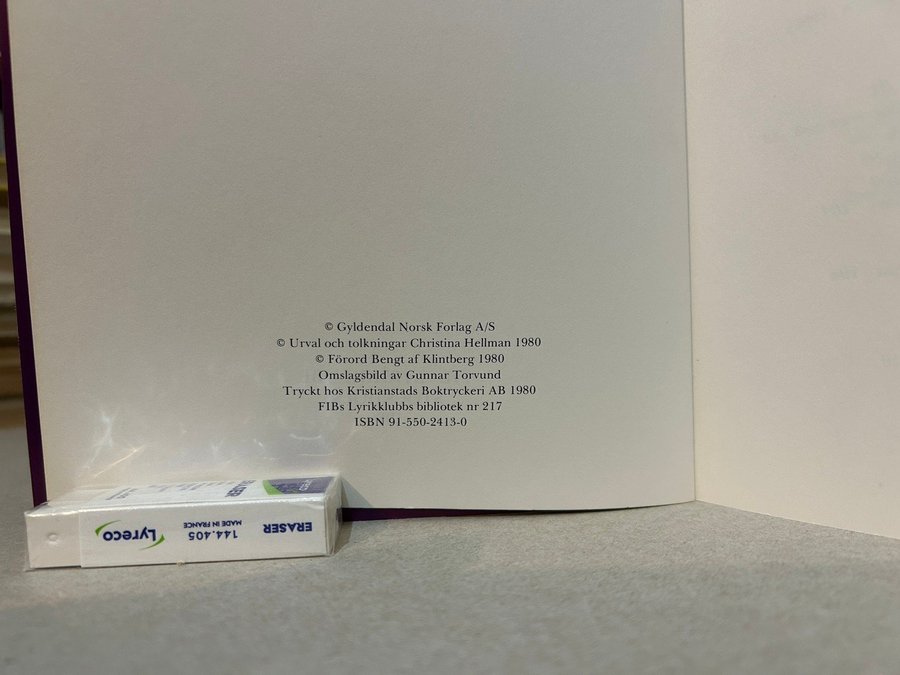 © Gyldendal Norsk Forlag A/S
© Urval och tolkningar Christina Hellman 1980
© Förord Bengt af Klintberg 1980
Omslagsbild av Gunnar Torvund
Tryckt hos Kristianstads Boktryckeri AB 1980
FIBs Lyrikklubbs bibliotek nr 217
ISBN 91-550-2413-0
ERASER
144.405
MADE IN FRANCE
Lyreco